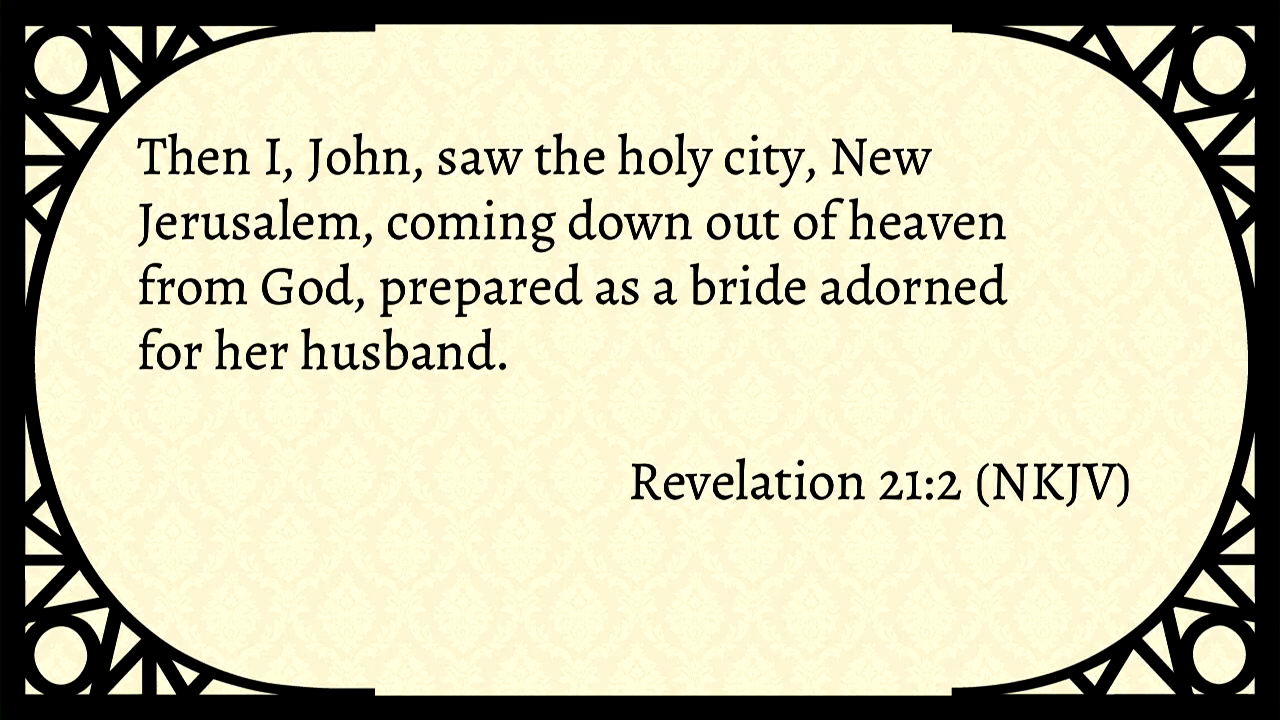 Then I, John, saw the holy city, New
Jerusalem, coming down out of heaven
from God, prepared as a bride adorned
for her husband.
Revelation 21:2 (NKJV)